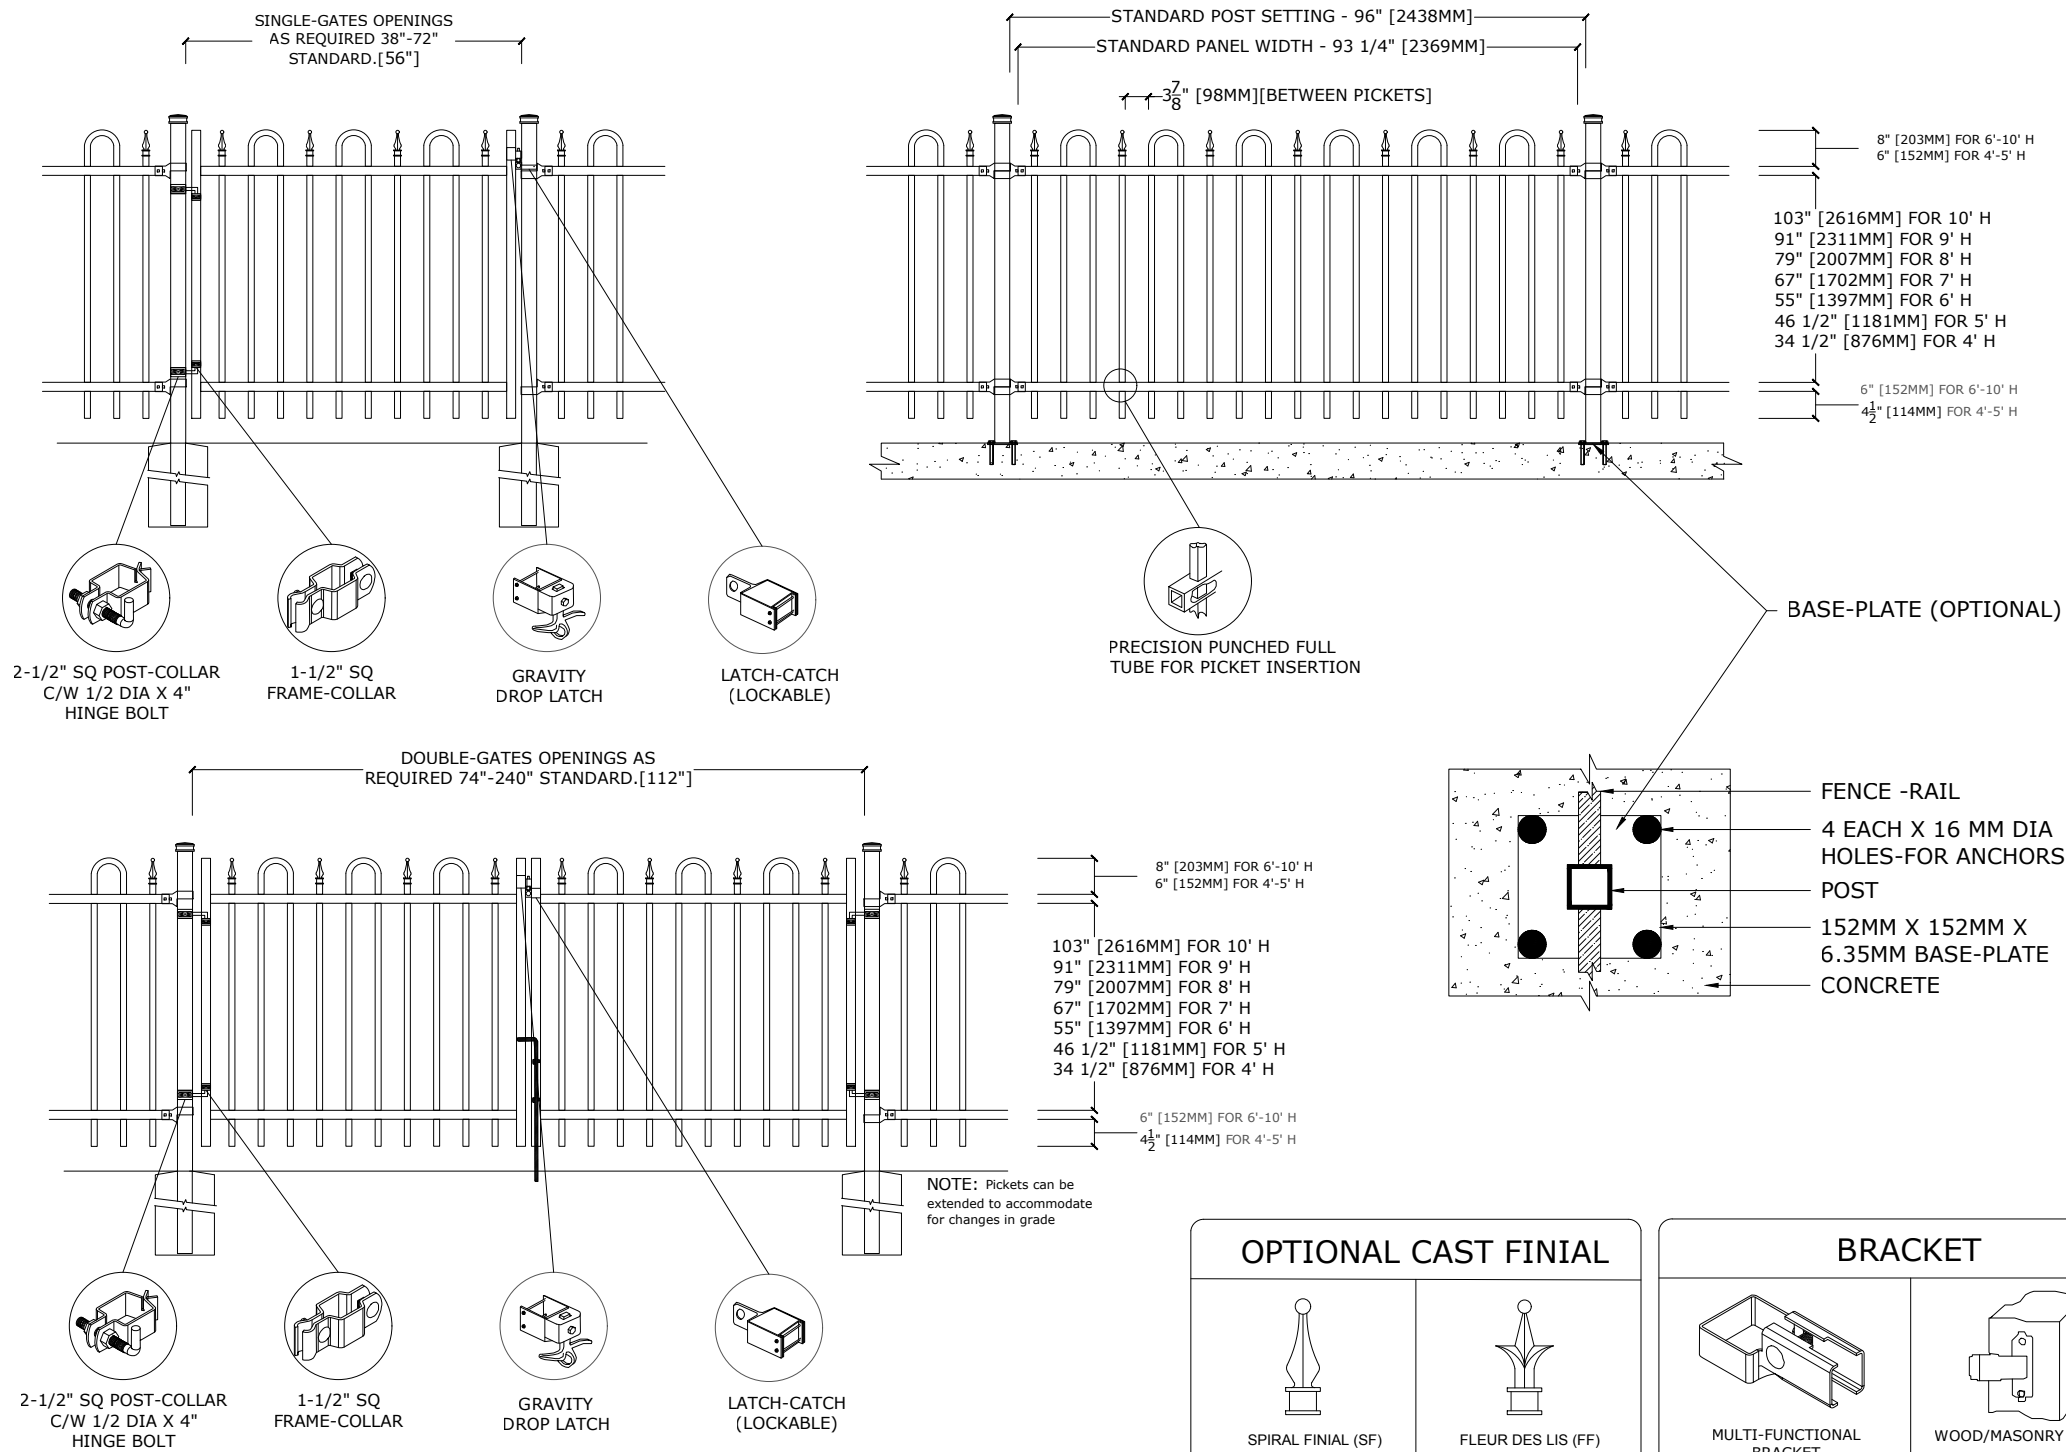 SINGLE-GATES OPENINGS
AS REQUIRED 38"-72"
STANDARD.[56"]
STANDARD POST SETTING - 96" [2438MM]
STANDARD PANEL WIDTH - 93 1/4" [2369MM]
3 7/8" [98MM][BETWEEN PICKETS]
8" [203MM] FOR 6'-10' H
6" [152MM] FOR 4'-5' H
103" [2616MM] FOR 10' H
91" [2311MM] FOR 9' H
79" [2007MM] FOR 8' H
67" [1702MM] FOR 7' H
55" [1397MM] FOR 6' H
46 1/2" [1181MM] FOR 5' H
34 1/2" [876MM] FOR 4' H
6" [152MM] FOR 6'-10' H
4 1/2" [114MM] FOR 4'-5' H
2-1/2" SQ POST-COLLAR
C/W 1/2 DIA X 4"
HINGE BOLT
1-1/2" SQ
FRAME-COLLAR
GRAVITY
DROP LATCH
LATCH-CATCH
(LOCKABLE)
PRECISION PUNCHED FULL
TUBE FOR PICKET INSERTION
BASE-PLATE (OPTIONAL)
DOUBLE-GATES OPENINGS AS
REQUIRED 74"-240" STANDARD.[112"]
8" [203MM] FOR 6'-10' H
6" [152MM] FOR 4'-5' H
103" [2616MM] FOR 10' H
91" [2311MM] FOR 9' H
79" [2007MM] FOR 8' H
67" [1702MM] FOR 7' H
55" [1397MM] FOR 6' H
46 1/2" [1181MM] FOR 5' H
34 1/2" [876MM] FOR 4' H
6" [152MM] FOR 6'-10' H
4 1/2" [114MM] FOR 4'-5' H
NOTE: Pickets can be
extended to accommodate
for changes in grade
FENCE -RAIL
4 EACH X 16 MM DIA
HOLES-FOR ANCHORS
POST
152MM X 152MM X
6.35MM BASE-PLATE
CONCRETE
2-1/2" SQ POST-COLLAR
C/W 1/2 DIA X 4"
HINGE BOLT
1-1/2" SQ
FRAME-COLLAR
GRAVITY
DROP LATCH
LATCH-CATCH
(LOCKABLE)
OPTIONAL CAST FINIAL
SPIRAL FINIAL (SF)
FLEUR DES LIS (FF)
BRACKET
MULTI-FUNCTIONAL
BRACKET
WOOD/MASONRY